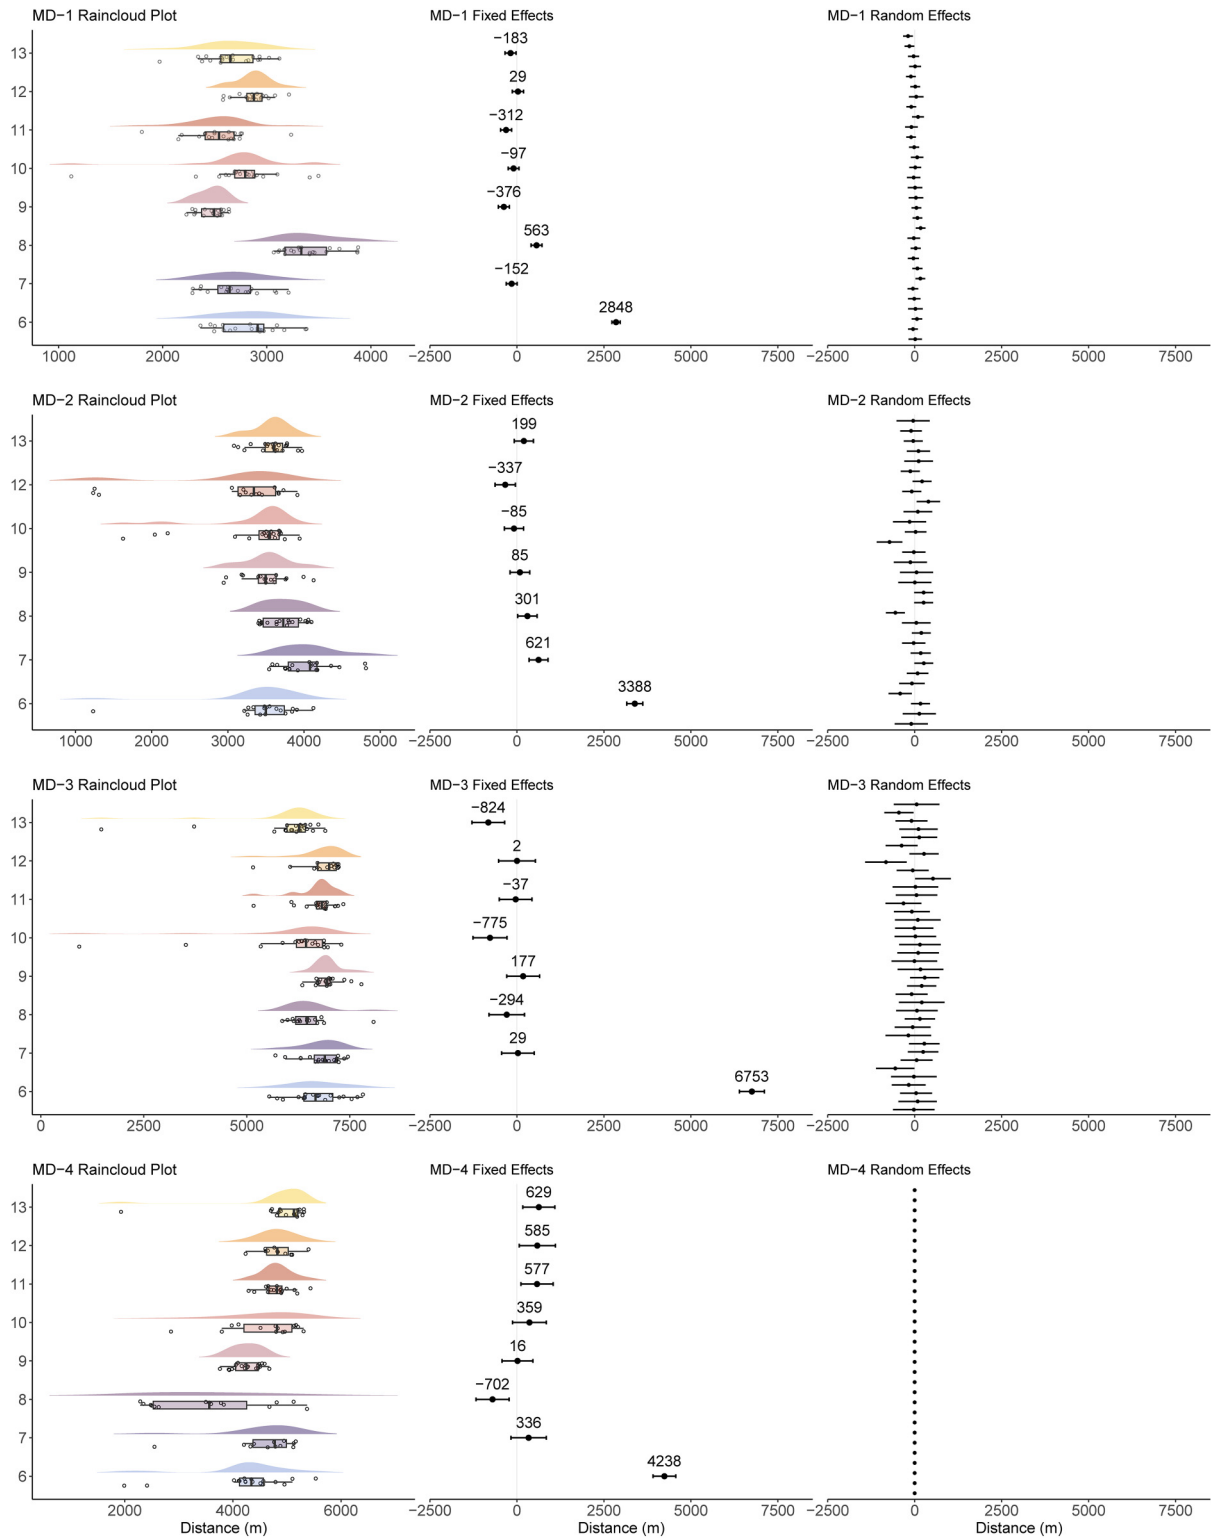 MD−1 Raincloud Plot
MD−1 Fixed Effects
MD−1 Random Effects
13
12
11
10
9
8
7
6
−183
29
−312
−97
−376
563
−152
2848
1000 2000 3000 4000
−2500 0 2500 5000 7500
−2500 0 2500 5000 7500
MD−2 Raincloud Plot
MD−2 Fixed Effects
MD−2 Random Effects
13
12
10
9
8
7
6
199
−337
−85
85
301
621
3388
1000 2000 3000 4000 5000
−2500 0 2500 5000 7500
−2500 0 2500 5000 7500
MD−3 Raincloud Plot
MD−3 Fixed Effects
MD−3 Random Effects
13
12
11
10
9
8
7
6
−824
2
−37
−775
177
−294
29
6753
0 2500 5000 7500
−2500 0 2500 5000 7500
−2500 0 2500 5000 7500
MD−4 Raincloud Plot
MD−4 Fixed Effects
MD−4 Random Effects
13
12
11
10
9
8
7
6
629
585
577
359
16
−702
336
4238
2000 4000 6000
−2500 0 2500 5000 7500
−2500 0 2500 5000 7500
Distance (m)
Distance (m)
Distance (m)